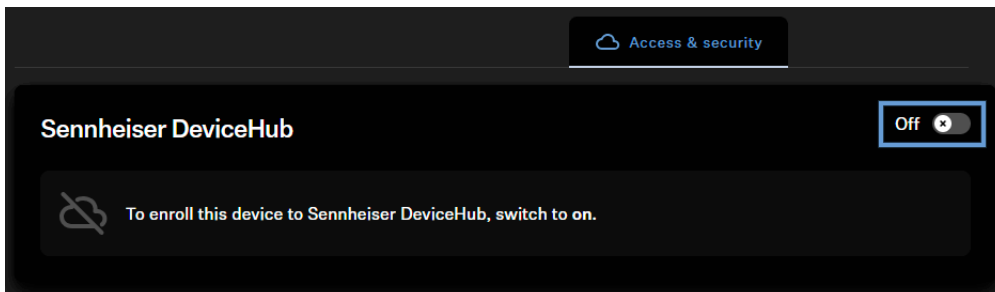 Access & security
Sennheiser DeviceHub
Off
To enroll this device to Sennheiser DeviceHub, switch to on.